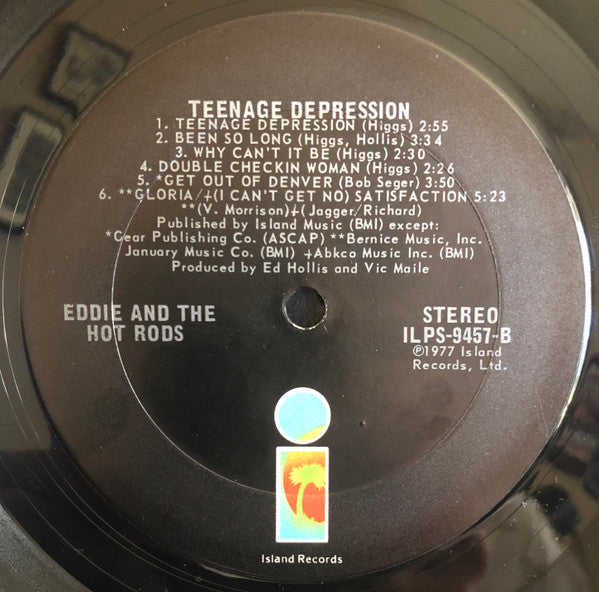 TEENAGE DEPRESSION
1. TEENAGE DEPRESSION (Higgs) 2:55
2. BEEN SO LONG (Higgs, Hollis) 3:34
3. WHY CAN'T IT BE (Higgs) 2:30
4. DOUBLE CHECKIN WOMAN (Higgs) 2:26
5. *GET OUT OF DENVER (Bob Seger) 3:50
6. **GLORIA /+(I CAN'T GET NO) SATISFACTION 5:23
**(V. Morrison)+(Jagger/Richard)
Published by Island Music (BMI) except:
*Gear Publishing Co. (ASCAP) **Bernice Music, Inc.
January Music Co. (BMI) +Abkco Music Inc. (BMI)
Produced by Ed Hollis and Vic Maile
EDDIE AND THE
HOT RODS
STEREO
ILPS-9457-B
℗1977 Island
Records, Ltd.
Island Records